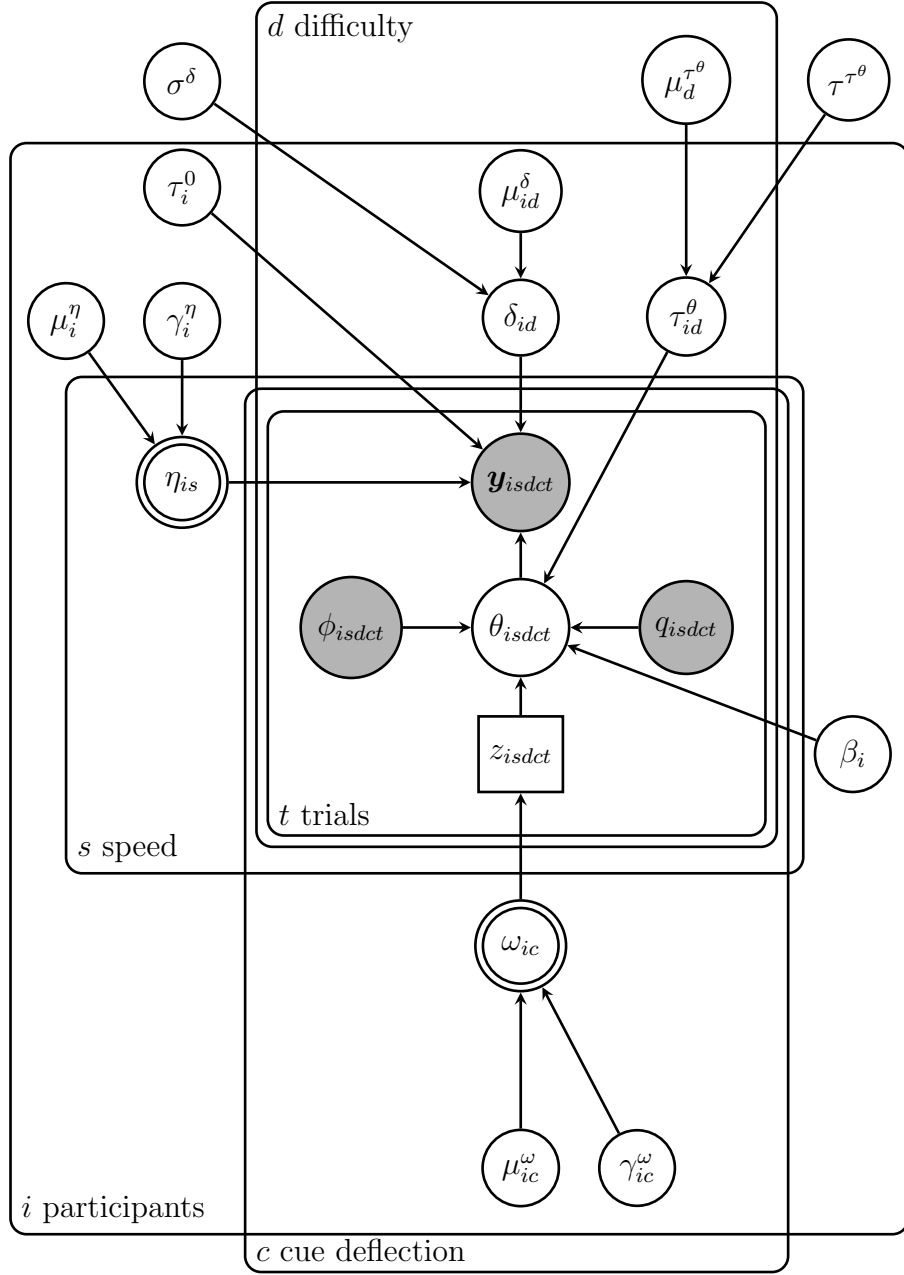 d difficulty
σ^δ
μ_d^{τ^θ}
τ^{τ^θ}
τ_i^0
μ_{id}^δ
μ_i^η
γ_i^η
δ_{id}
τ_{id}^θ
η_{is}
y_{isdct}
ϕ_{isdct}
θ_{isdct}
q_{isdct}
z_{isdct}
β_i
t trials
s speed
ω_{ic}
μ_{ic}^ω
γ_{ic}^ω
i participants
c cue deflection